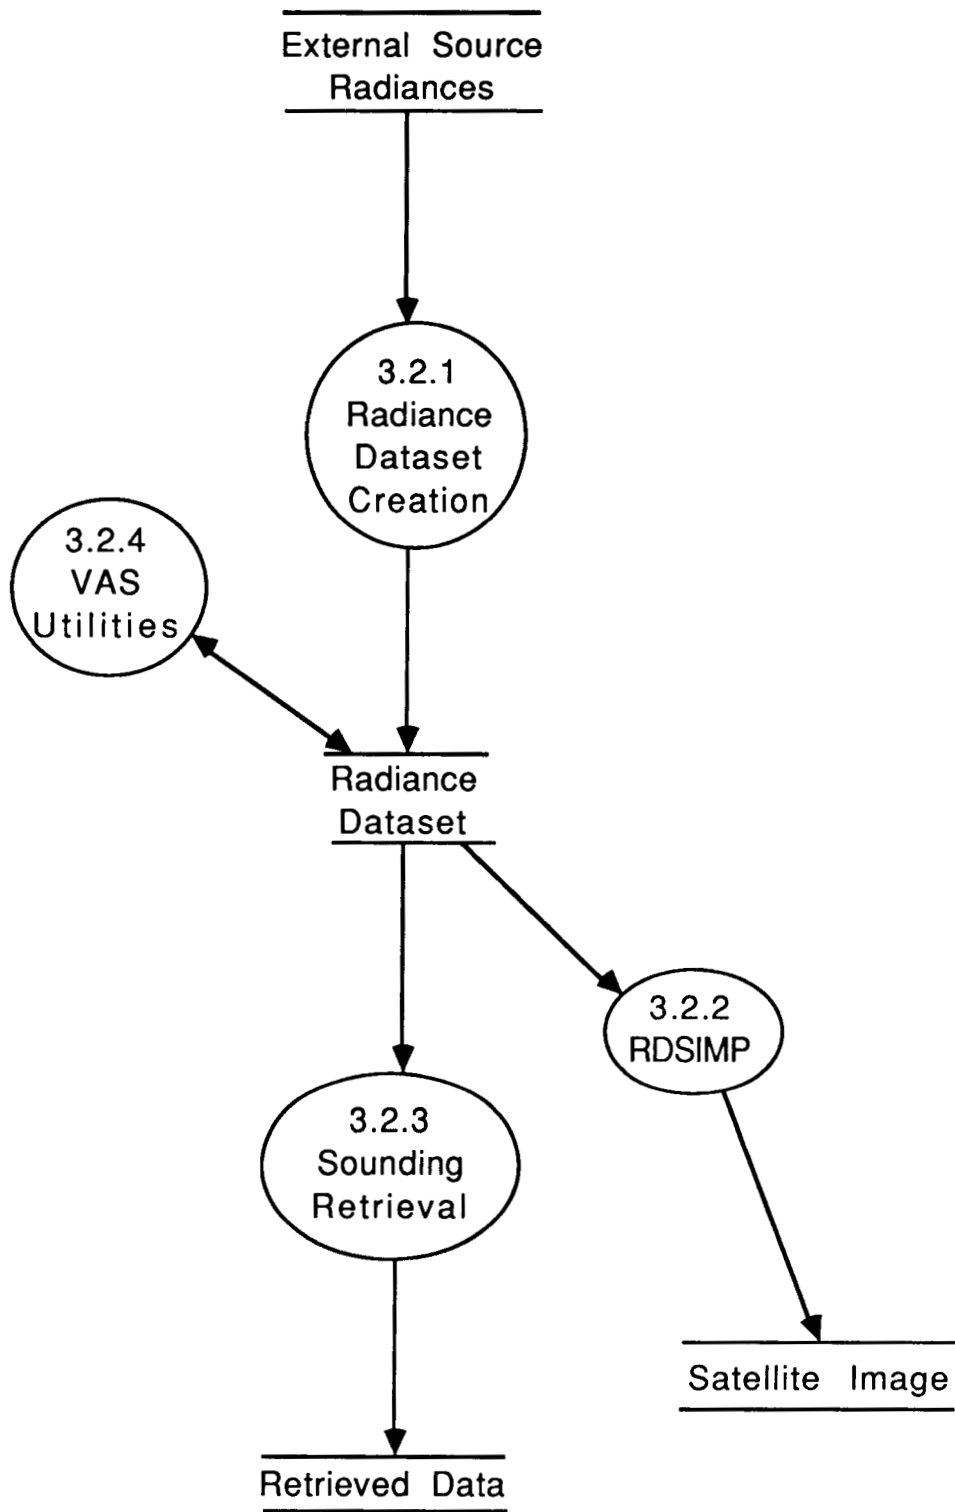 External Source
Radiances
3.2.1
Radiance
Dataset
Creation
3.2.4
VAS
Utilities
Radiance
Dataset
3.2.2
RDSIMP
3.2.3
Sounding
Retrieval
Satellite Image
Retrieved Data